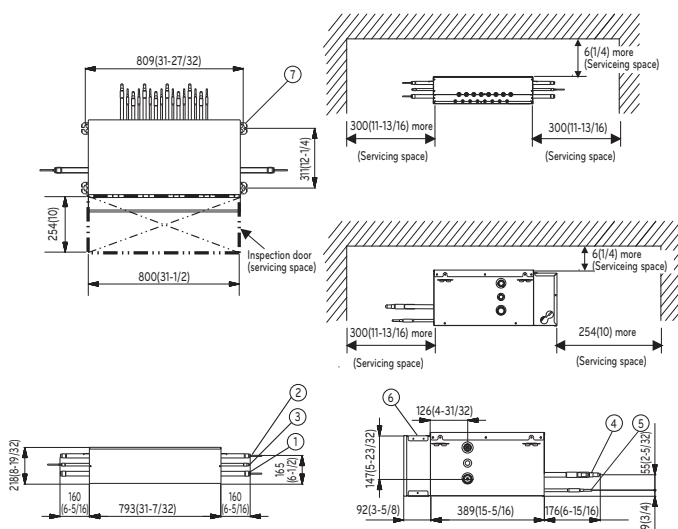 809(31-27/32)
7
311(12-1/4)
254(10)
Inspection door
(servicing space)
800(31-1/2)
6(1/4) more
(Serviceing space)
300(11-13/16) more
(Servicing space)
300(11-13/16)
(Servicing space)
6(1/4) more
(Serviceing space)
300(11-13/16) more
(Servicing space)
254(10) more
(Servicing space)
2
3
1
218(8-19/32)
165
(6-1/2)
160
(6-5/16)
793(31-7/32)
160
(6-5/16)
6
126(4-31/32)
4
5
147(5-23/32)
55(2-5/32)
92(3-5/8)
389(15-5/16)
176(6-15/16)
9(3/4)